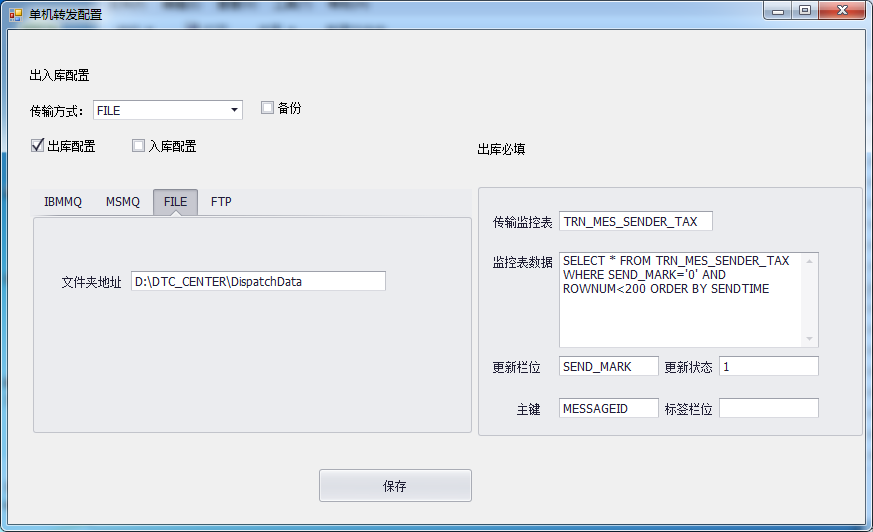 单机转发配置
出入库配置
传输方式： FILE 备份
出库配置 入库配置
出库必填
IBMMQ MSMQ FILE FTP
文件夹地址 D:\DTC_CENTER\DispatchData
传输监控表 TRN_MES_SENDER_TAX
监控表数据 SELECT * FROM TRN_MES_SENDER_TAX
WHERE SEND_MARK='0' AND
ROWNUM<200 ORDER BY SENDTIME
更新栏位 SEND_MARK 更新状态 1
主键 MESSAGEID 标签栏位
保存